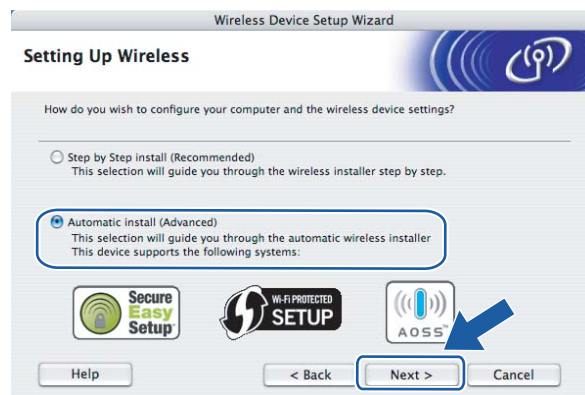 Wireless Device Setup Wizard
Setting Up Wireless
How do you wish to configure your computer and the wireless device settings?
Step by Step install (Recommended)
This selection will guide you through the wireless installer step by step.
Automatic install (Advanced)
This selection will guide you through the automatic wireless installer
This device supports the following systems:
Secure
Easy
Setup
WI-FI PROTECTED
SETUP
AOSS™
Help
< Back
Next >
Cancel